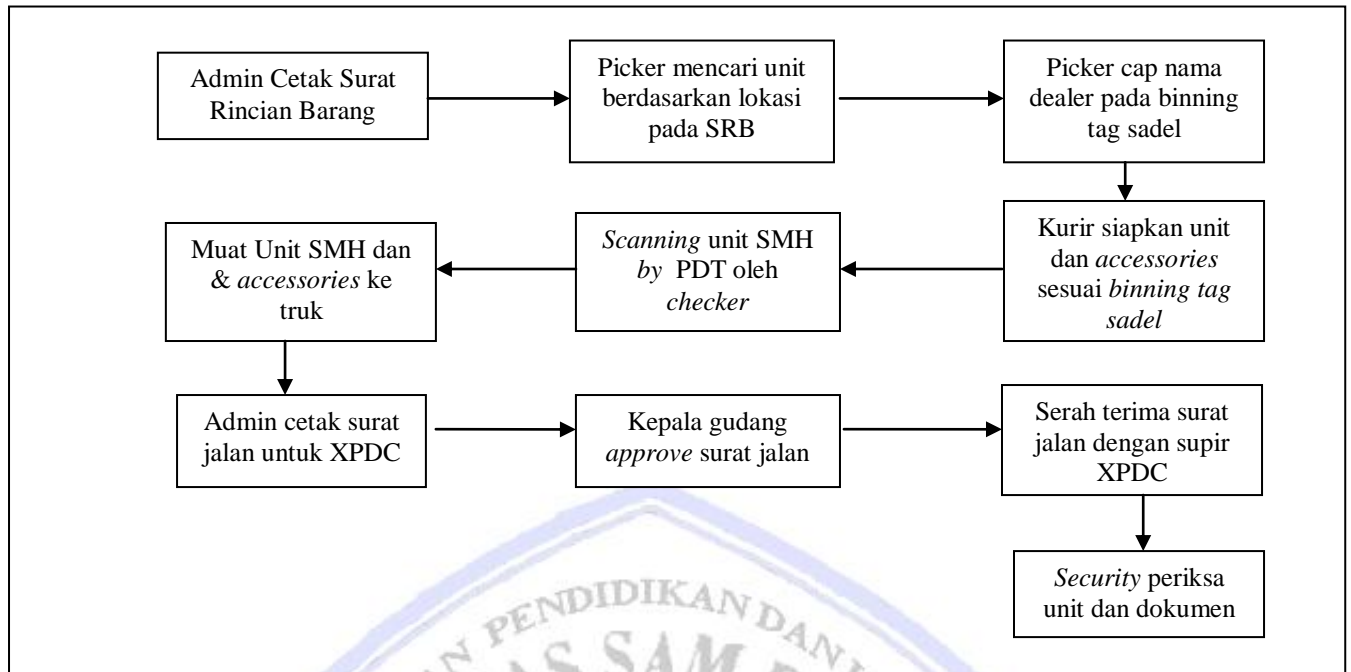 Admin Cetak Surat
Rincian Barang
Picker mencari unit
berdasarkan lokasi
pada SRB
Picker cap nama
dealer pada binning
tag sadel
Kurir siapkan unit
dan accessories
sesuai binning tag
sadel
Scanning unit SMH
by PDT oleh
checker
Muat Unit SMH dan
& accessories ke
truk
Admin cetak surat
jalan untuk XPDC
Kepala gudang
approve surat jalan
Serah terima surat
jalan dengan supir
XPDC
Security periksa
unit dan dokumen
PENDIDIKAN DAN
SAM